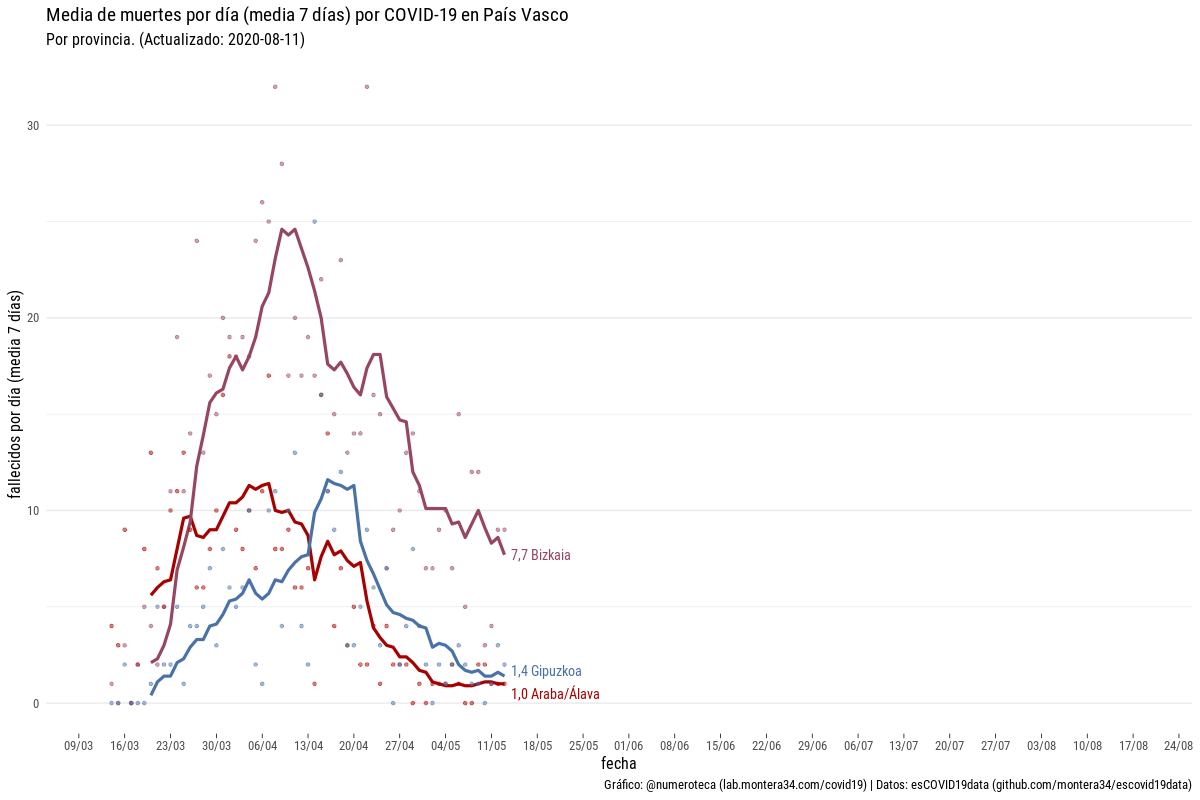 Media de muertes por día (media 7 días) por COVID-19 en País Vasco
Por provincia. (Actualizado: 2020-08-11)
fallecidos por día (media 7 días)
30
20
10
0
7,7 Bizkaia
1,4 Gipuzkoa
1,0 Araba/Álava
09/03 16/03 23/03 30/03 06/04 13/04 20/04 27/04 04/05 11/05 18/05 25/05 01/06 08/06 15/06 22/06 29/06 06/07 13/07 20/07 27/07 03/08 10/08 17/08 24/08
fecha
Gráfico: @numeroteca (lab.montera34.com/covid19) | Datos: esCOVID19data (github.com/montera34/escovid19data)